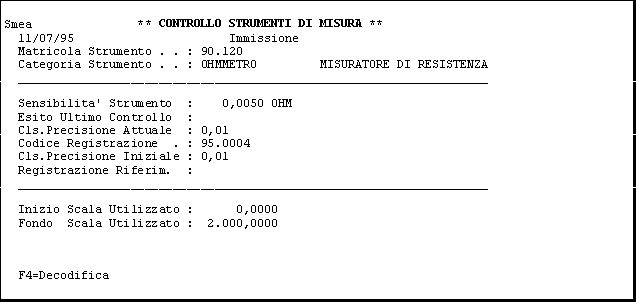 Smea ** CONTROLLO STRUMENTI DI MISURA **
11/07/95 Immissione
Matricola Strumento . . : 90.120
Categoria Strumento . . : OHMMETRO MISURATORE DI RESISTENZA
Sensibilita' Strumento : 0,0050 OHM
Esito Ultimo Controllo :
Cls.Precisione Attuale : 0,01
Codice Registrazione . : 95.0004
Cls.Precisione Iniziale : 0,01
Registrazione Riferim. :
Inizio Scala Utilizzato : 0,0000
Fondo Scala Utilizzato : 2.000,0000
F4=Decodifica